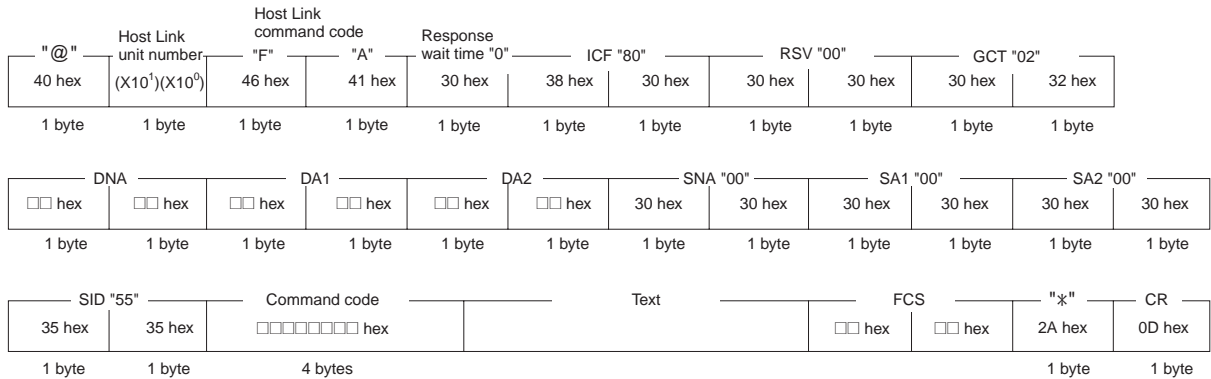 Host Link
command code
Host Link
unit number
Response
wait time "0"
"@" "F" "A" ICF "80" RSV "00" GCT "02"
40 hex (X10¹)(X10⁰) 46 hex 41 hex 30 hex 38 hex 30 hex 30 hex 30 hex 30 hex 32 hex
1 byte 1 byte 1 byte 1 byte 1 byte 1 byte 1 byte 1 byte 1 byte 1 byte 1 byte
DNA DA1 DA2 SNA "00" SA1 "00" SA2 "00"
□□ hex □□ hex □□ hex □□ hex □□ hex □□ hex 30 hex 30 hex 30 hex 30 hex 30 hex 30 hex
1 byte 1 byte 1 byte 1 byte 1 byte 1 byte 1 byte 1 byte 1 byte 1 byte 1 byte 1 byte
SID "55" Command code Text FCS "*" CR
35 hex 35 hex □□□□□□□□ hex □□ hex □□ hex 2A hex 0D hex
1 byte 1 byte 4 bytes 1 byte 1 byte